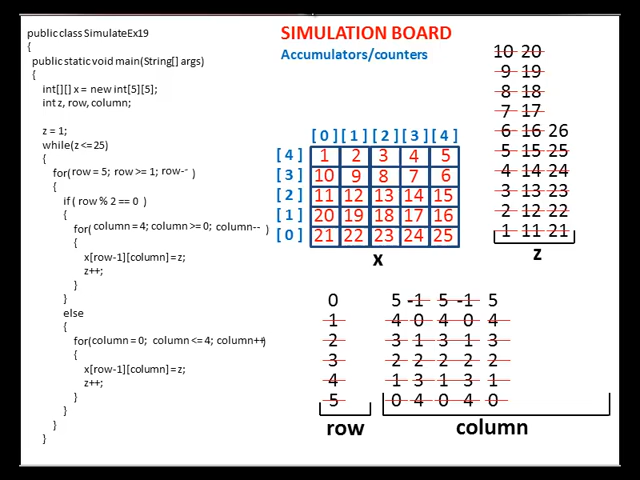 public class SimulateEx19
{
public static void main(String[] args)
{
int[][] x = new int[5][5];
int z, row, column;
z = 1;
while(z <=25)
{
for( row = 5; row >= 1; row-- )
{
if ( row % 2 == 0 )
{
for( column = 4; column >= 0; column-- )
{
x[row-1][column] = z;
z++;
}
}
else
{
for( column = 0; column <= 4; column++)
{
x[row-1][column] = z;
z++;
}
}
}
}
SIMULATION BOARD
Accumulators/counters
[ 0 ] [ 1 ] [ 2 ] [ 3 ] [ 4 ]
[ 4 ] 1 2 3 4 5
[ 3 ] 10 9 8 7 6
[ 2 ] 11 12 13 14 15
[ 1 ] 20 19 18 17 16
[ 0 ] 21 22 23 24 25
x
10 20
9 19
8 18
7 17
6 16 26
5 15 25
4 14 24
3 13 23
2 12 22
1 11 21
z
0
1
2
3
4
5
row
5 -1 5 -1 5
4 0 4 0 4
3 1 3 1 3
2 2 2 2 2
1 3 1 3 1
0 4 0 4 0
column